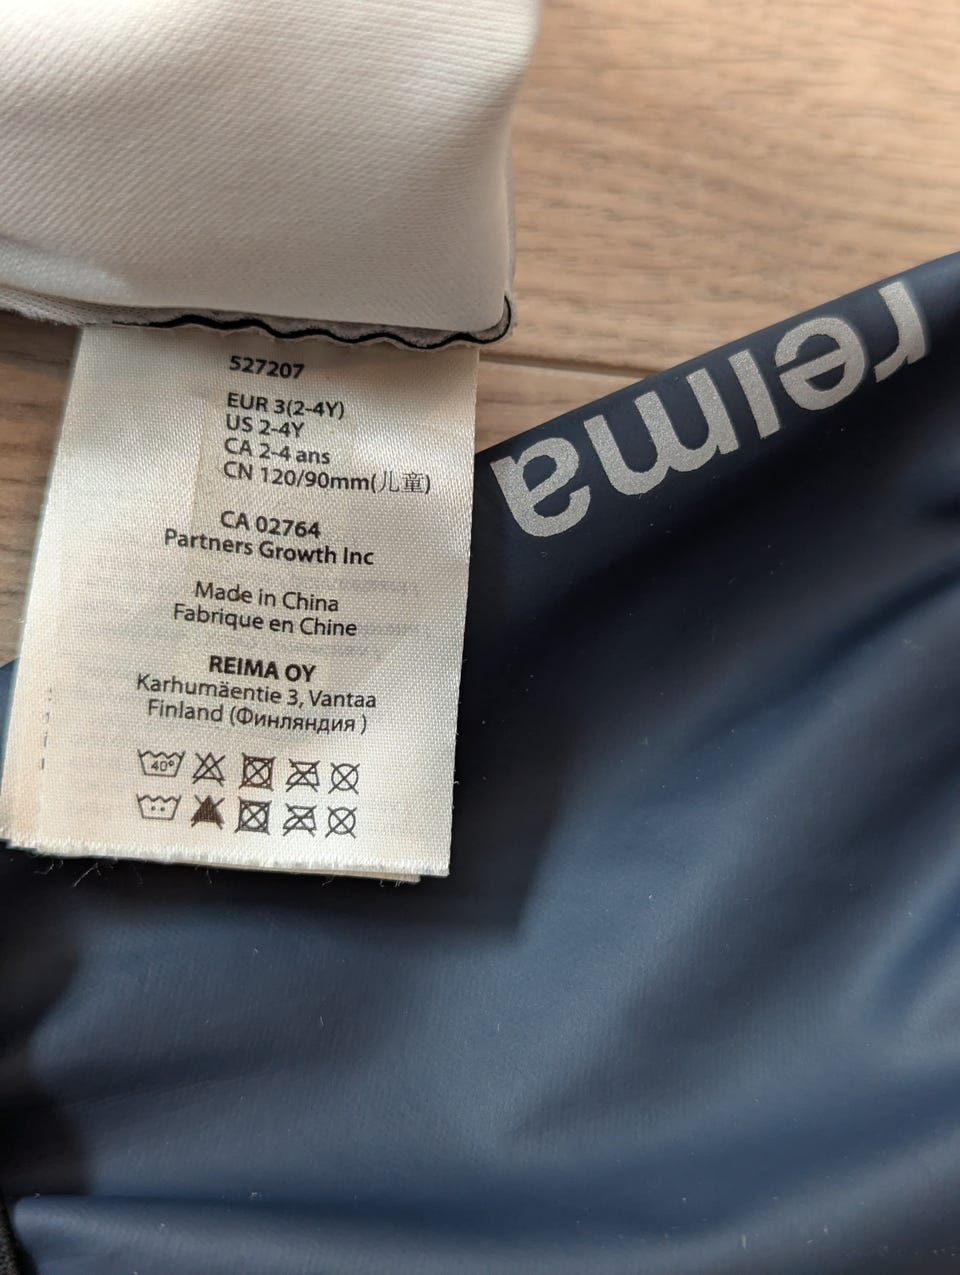 527207
EUR 3(2-4Y)
US 2-4Y
CA 2-4 ans
CN 120/90mm(儿童)
CA 02764
Partners Growth Inc
Made in China
Fabrique en Chine
REIMA OY
Karhumäentie 3, Vantaa
Finland (Финляндия )
40°
reima